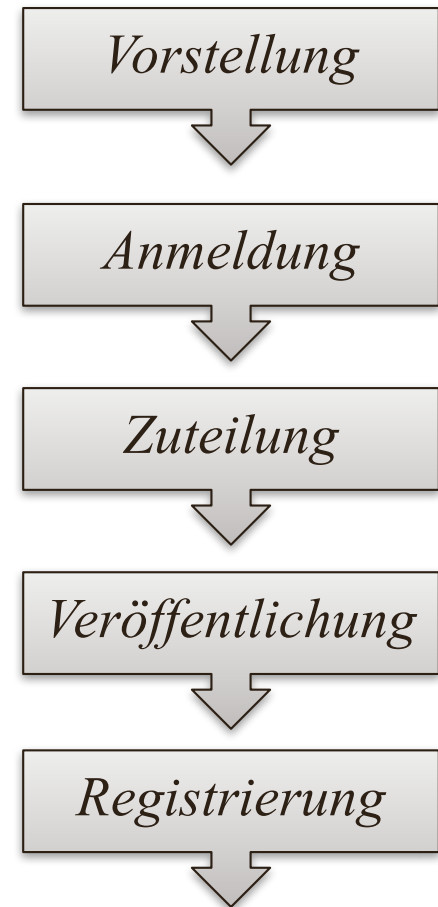 Vorstellung
Anmeldung
Zuteilung
Veröffentlichung
Registrierung